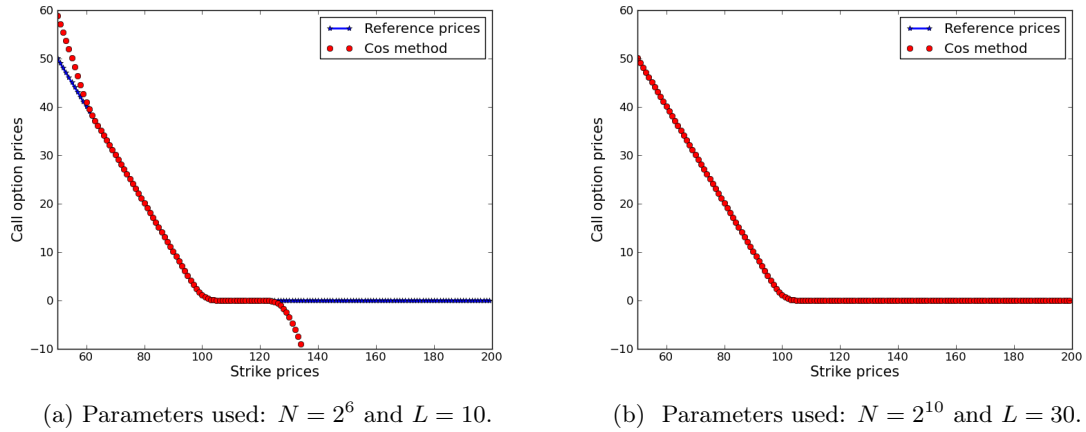 60
50
40
30
20
10
0
−10
Call option prices
60 80 100 120 140 160 180 200
Strike prices
Reference prices
Cos method
(a) Parameters used: N = 2^6 and L = 10.
60
50
40
30
20
10
0
−10
Call option prices
60 80 100 120 140 160 180 200
Strike prices
Reference prices
Cos method
(b) Parameters used: N = 2^10 and L = 30.